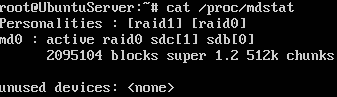 root@UbuntuServer:~# cat /proc/mdstat
Personalities : [raid1] [raid0]
md0 : active raid0 sdc[1] sdb[0]
2095104 blocks super 1.2 512k chunks
unused devices: <none>